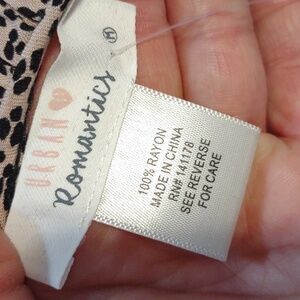 URBAN
Romantics
M
100% RAYON
MADE IN CHINA
RN# 141178
SEE REVERSE
FOR CARE